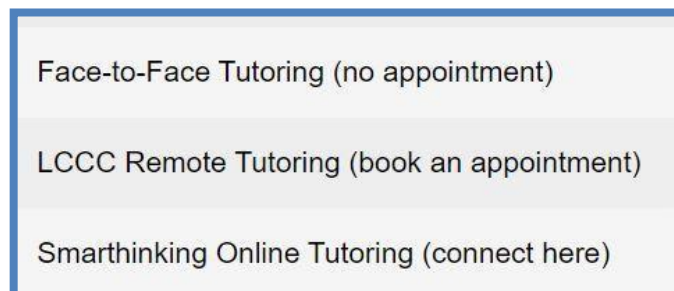 Face-to-Face Tutoring (no appointment)
LCCC Remote Tutoring (book an appointment)
Smarthinking Online Tutoring (connect here)